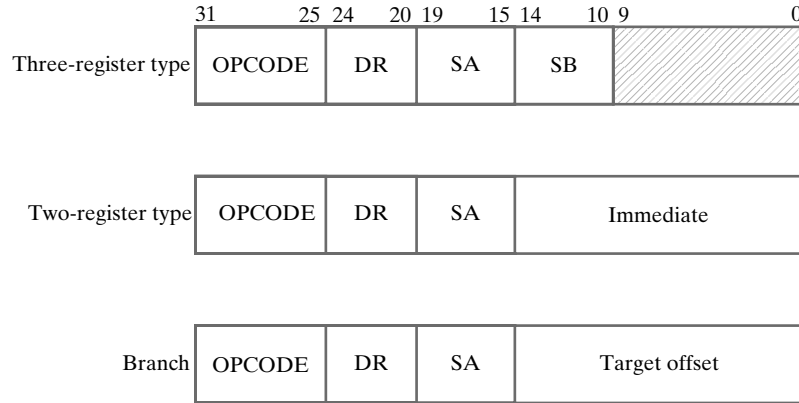 31 25 24 20 19 15 14 10 9 0
Three-register type OPCODE DR SA SB
Two-register type OPCODE DR SA Immediate
Branch OPCODE DR SA Target offset